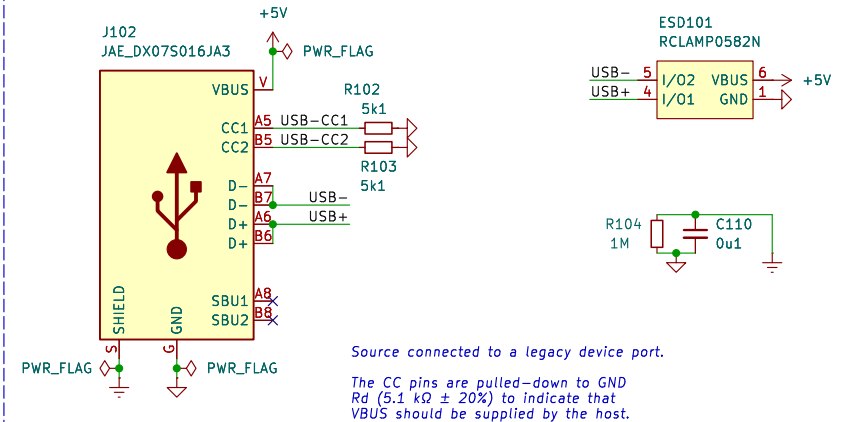 +5V
J102
JAE_DX07S016JA3
PWR_FLAG
VBUS
V
CC1
A5
USB-CC1
R102
5k1
CC2
B5
USB-CC2
R103
5k1
D-
A7
D-
B7
USB-
D+
A6
USB+
D+
B6
SBU1
A8
SBU2
B8
SHIELD
GND
S
G
PWR_FLAG
PWR_FLAG
ESD101
RCLAMP0582N
USB-
5
I/O2
VBUS
6
+5V
USB+
4
I/O1
GND
1
R104
1M
C110
0u1
Source connected to a legacy device port.
The CC pins are pulled-down to GND
Rd (5.1 kΩ ± 20%) to indicate that
VBUS should be supplied by the host.